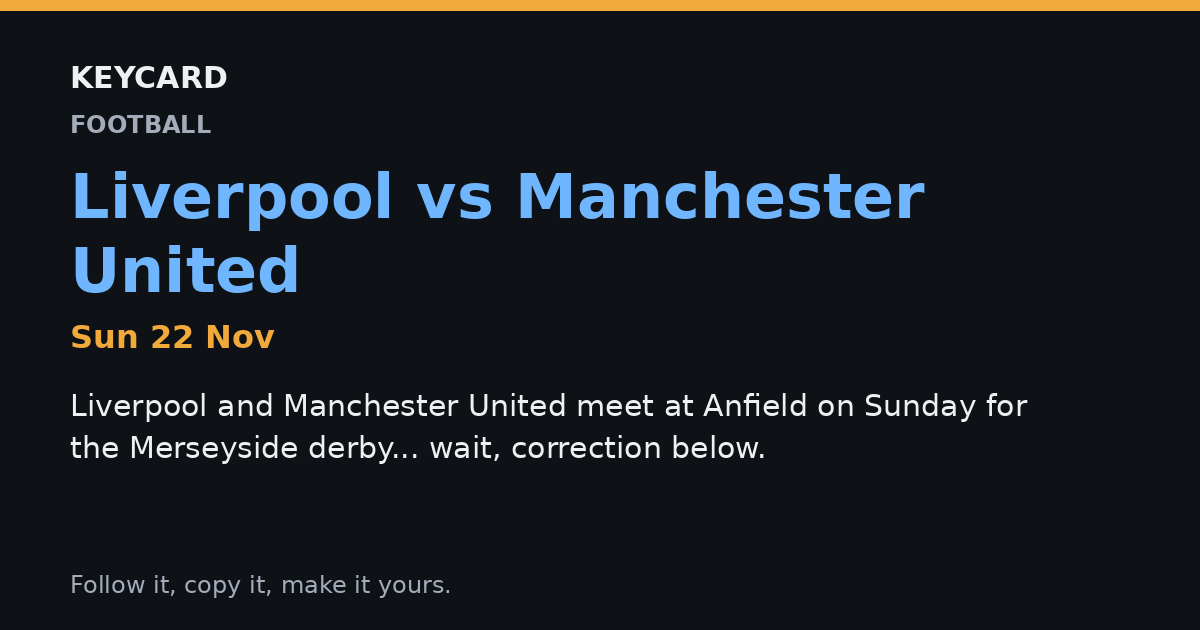 KEYCARD
FOOTBALL
Liverpool vs Manchester
United
Sun 22 Nov
Liverpool and Manchester United meet at Anfield on Sunday for
the Merseyside derby... wait, correction below.
Follow it, copy it, make it yours.